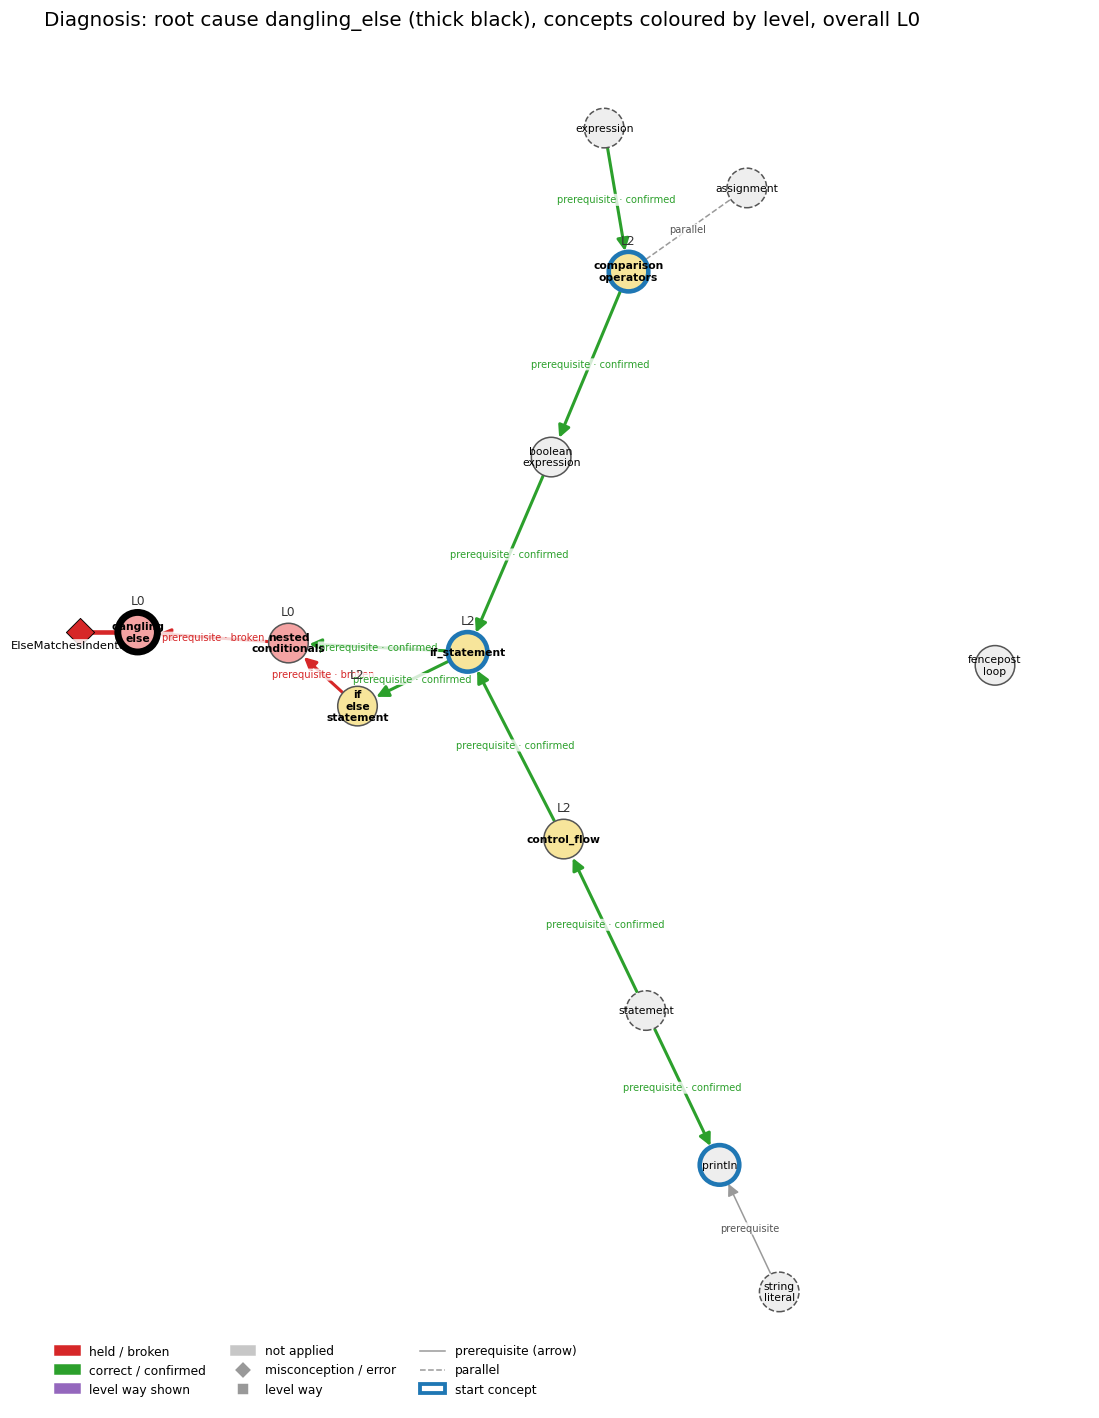 Diagnosis: root cause dangling_else (thick black), concepts coloured by level, overall L0
expression
assignment
prerequisite · confirmed
parallel
L2
comparison
operators
prerequisite · confirmed
boolean
expression
prerequisite · confirmed
L0
L0
L2
dangling
else
ElseMatchesIndent
prerequisite · broken
nested
conditionals
prerequisite · confirmed
if_statement
fencepost
loop
prerequisite · broken
L2
prerequisite · confirmed
if
else
statement
prerequisite · confirmed
L2
control_flow
prerequisite · confirmed
statement
prerequisite · confirmed
println
prerequisite
string
literal
held / broken
correct / confirmed
level way shown
not applied
misconception / error
level way
prerequisite (arrow)
parallel
start concept